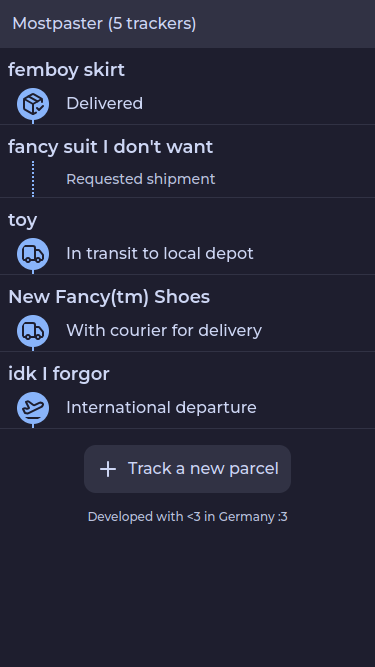 Mostpaster (5 trackers)
femboy skirt
Delivered
fancy suit I don't want
Requested shipment
toy
In transit to local depot
New Fancy(tm) Shoes
With courier for delivery
idk I forgor
International departure
Track a new parcel
Developed with <3 in Germany :3